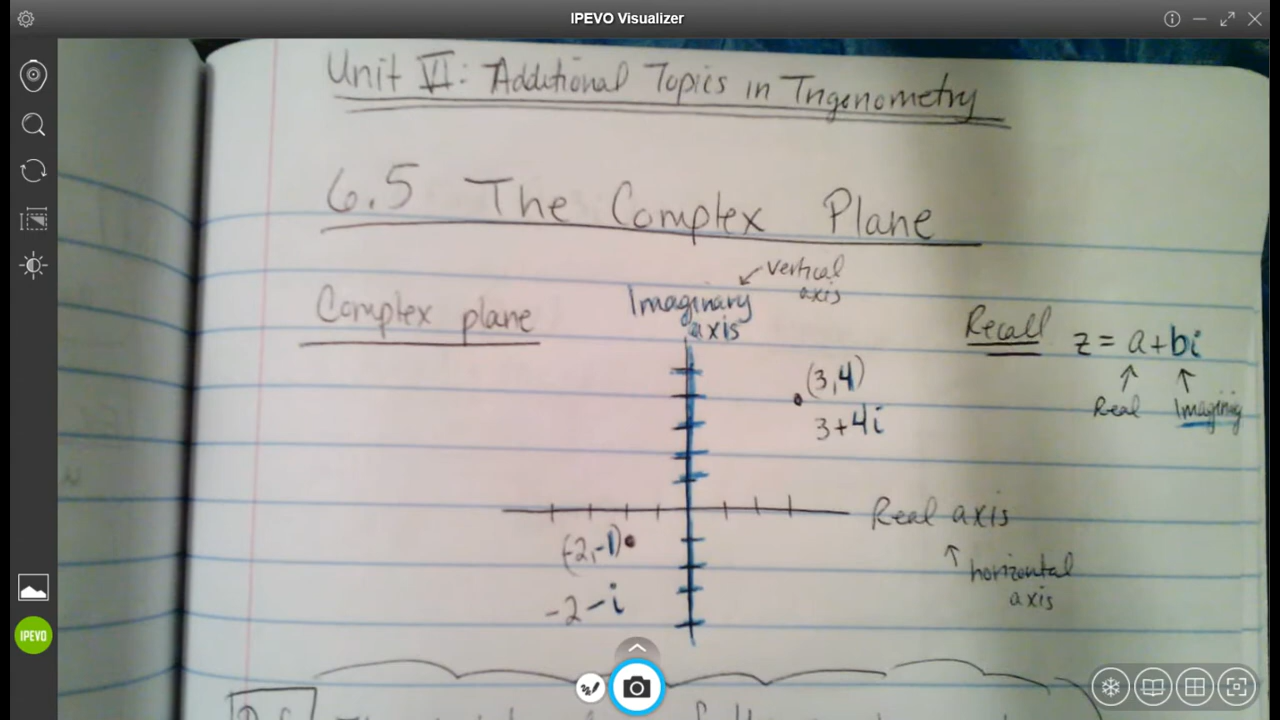 IPEVO Visualizer
Unit VI: Additional Topics in Trigonometry
6.5 The Complex Plane
vertical
axis
Complex plane
Imaginary
axis
Recall z = a+bi
Real
(3,4)
3+4i
Real axis
horizontal
axis
(-2,-1)
-2-i
IPEVO